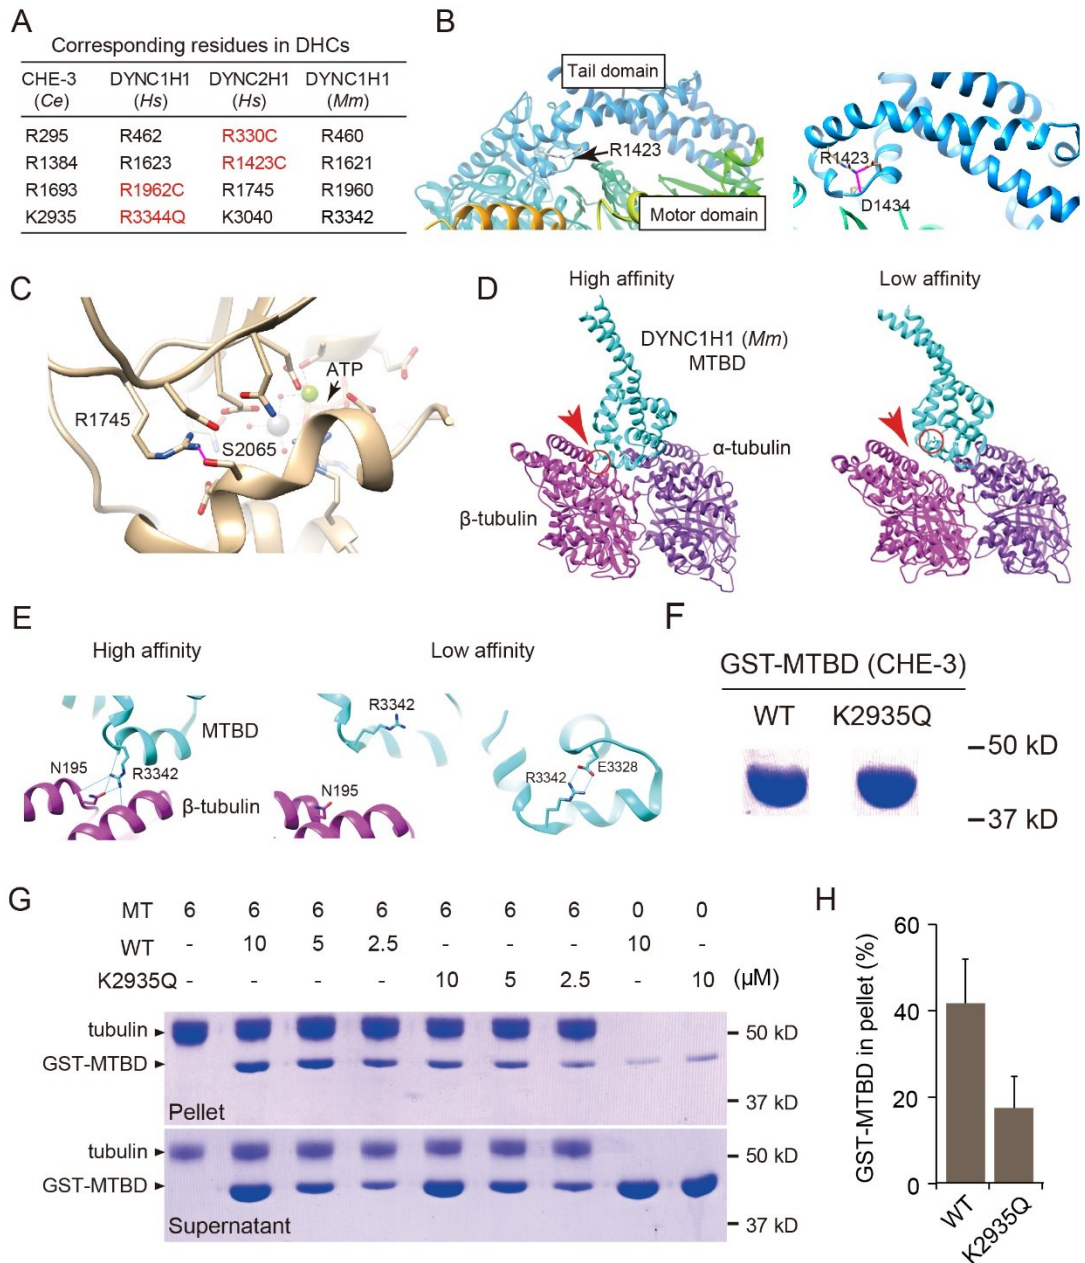 A
Corresponding residues in DHCs
CHE-3 DYNC1H1 DYNC2H1 DYNC1H1
(Ce) (Hs) (Hs) (Mm)
R295 R462 R330C R460
R1384 R1623 R1423C R1621
R1693 R1962C R1745 R1960
K2935 R3344Q K3040 R3342
B
Tail domain
R1423
Motor domain
R1423
D1434
C
ATP
R1745
S2065
D
High affinity Low affinity
DYNC1H1 (Mm)
MTBD
α-tubulin
β-tubulin
E
High affinity Low affinity
MTBD
N195
R3342
β-tubulin
R3342
N195
R3342
E3328
F
GST-MTBD (CHE-3)
WT K2935Q
50 kD
37 kD
G
MT 6 6 6 6 6 6 6 0 0
WT - 10 5 2.5 - - - 10 -
K2935Q - - - - 10 5 2.5 - 10 (μM)
tubulin
50 kD
GST-MTBD
37 kD
Pellet
tubulin
50 kD
GST-MTBD
37 kD
Supernatant
H
GST-MTBD in pellet (%)
60
40
20
0
WT
K2935Q